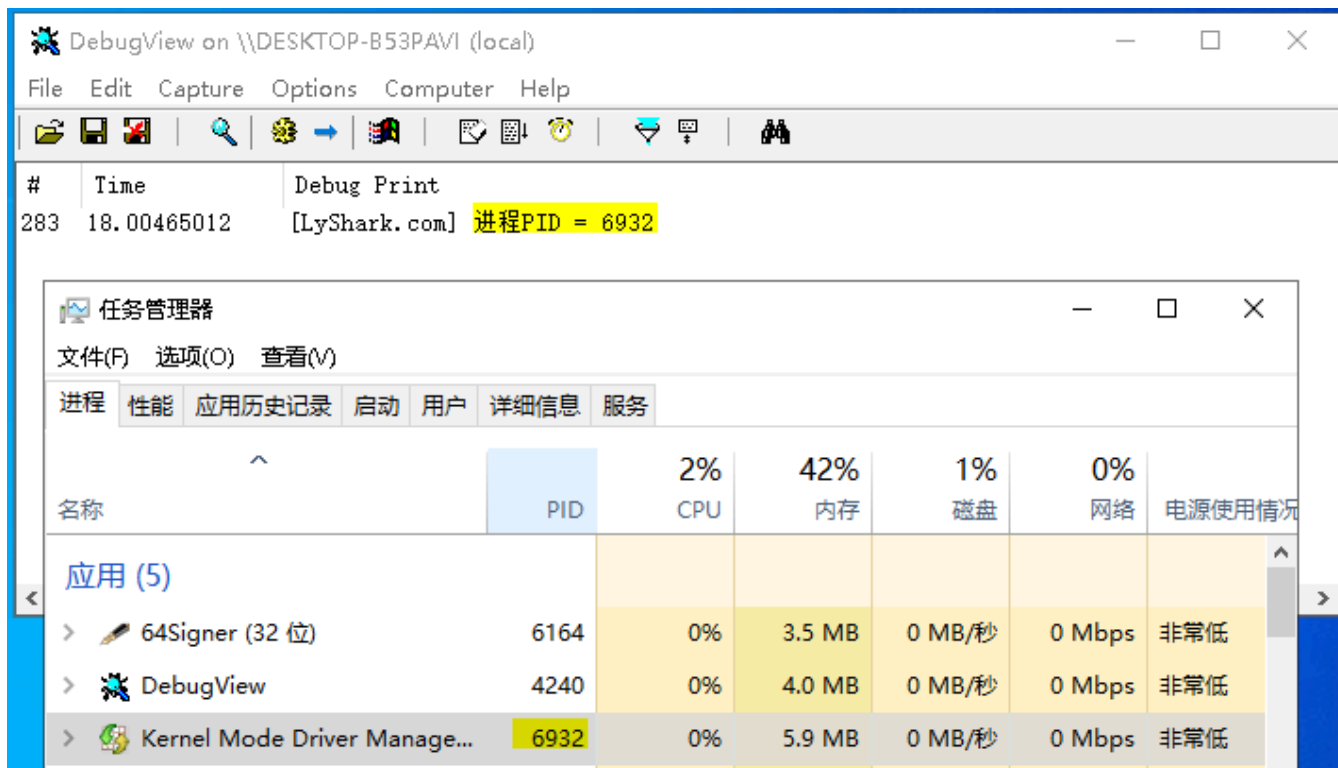 DebugView on \\DESKTOP-B53PAVI (local)
File Edit Capture Options Computer Help
# Time Debug Print
283 18.00465012 [LyShark.com] 进程PID = 6932
任务管理器
文件(F) 选项(O) 查看(V)
进程 性能 应用历史记录 启动 用户 详细信息 服务
2% 42% 1% 0%
名称 PID CPU 内存 磁盘 网络 电源使用情况
应用 (5)
64Signer (32 位) 6164 0% 3.5 MB 0 MB/秒 0 Mbps 非常低
DebugView 4240 0% 4.0 MB 0 MB/秒 0 Mbps 非常低
Kernel Mode Driver Manage... 6932 0% 5.9 MB 0 MB/秒 0 Mbps 非常低